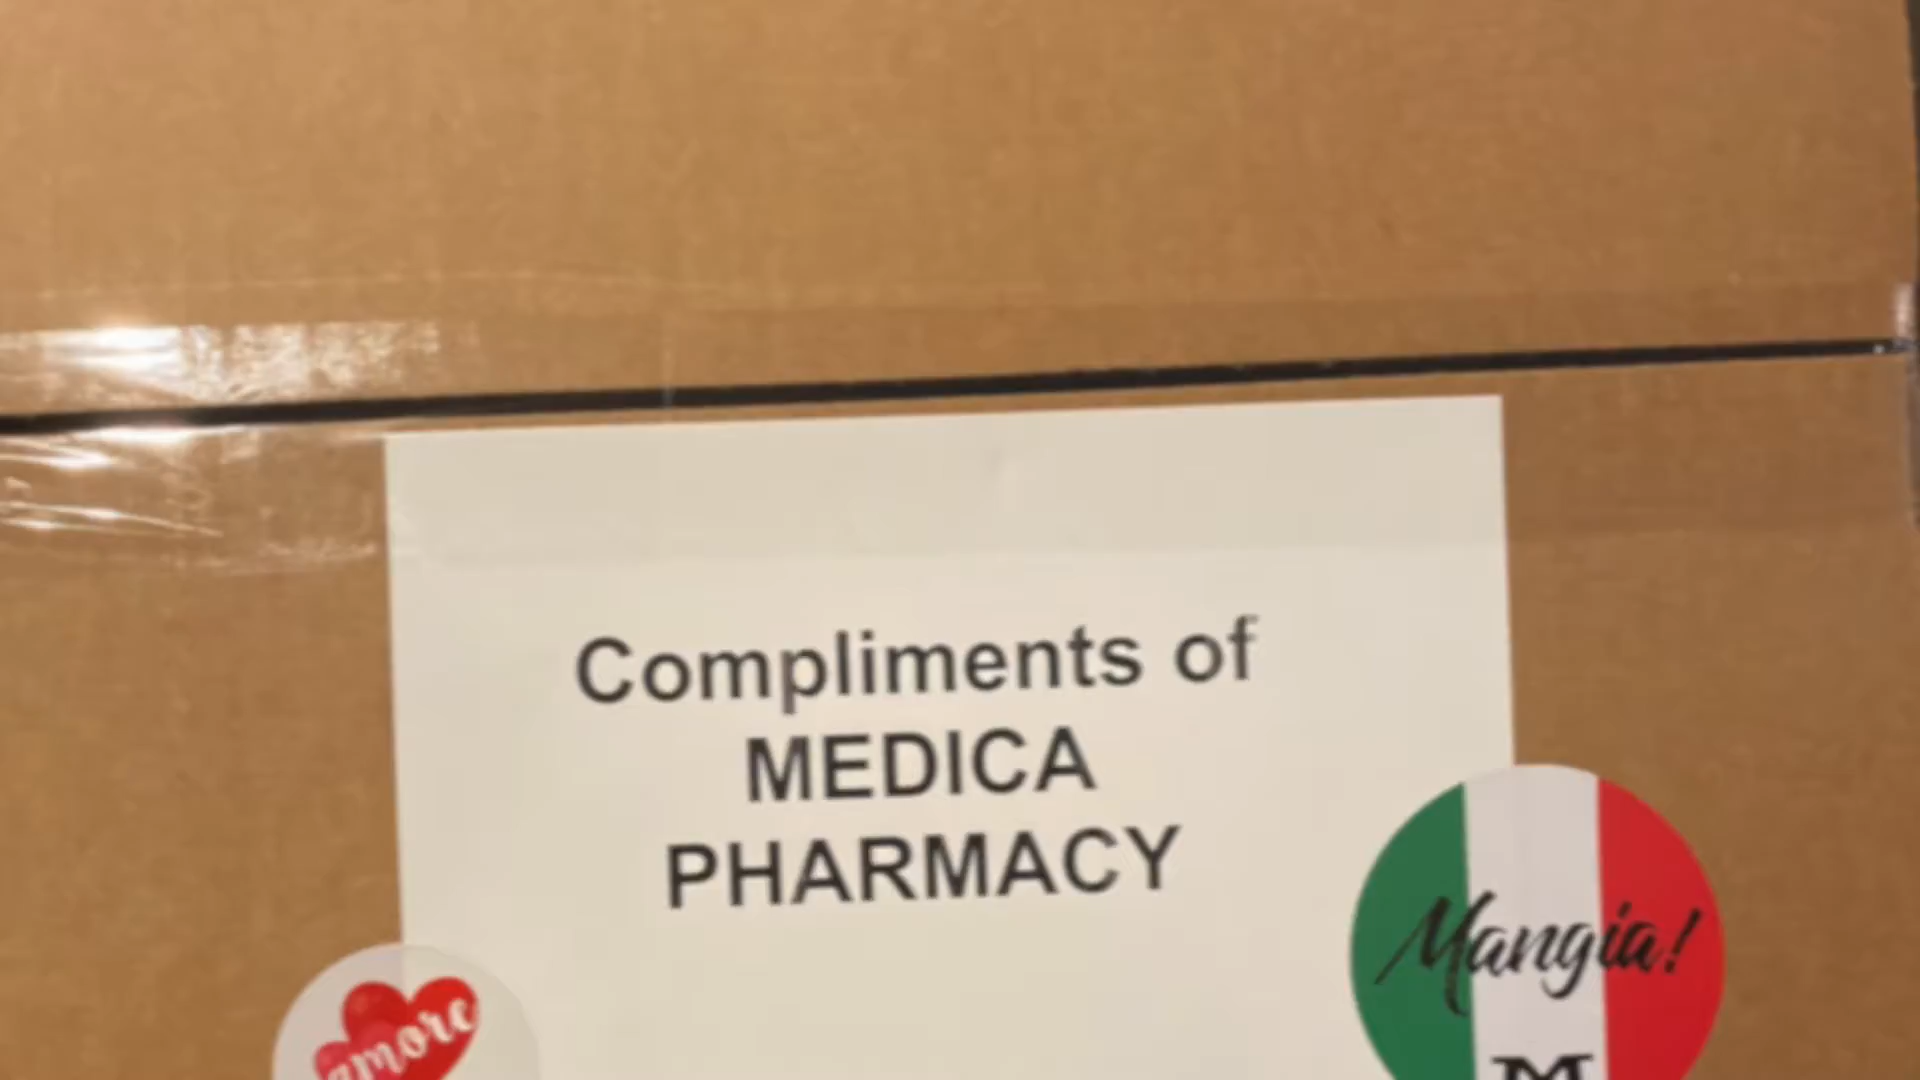 Compliments of
MEDICA
PHARMACY
Mangia!
amore
M